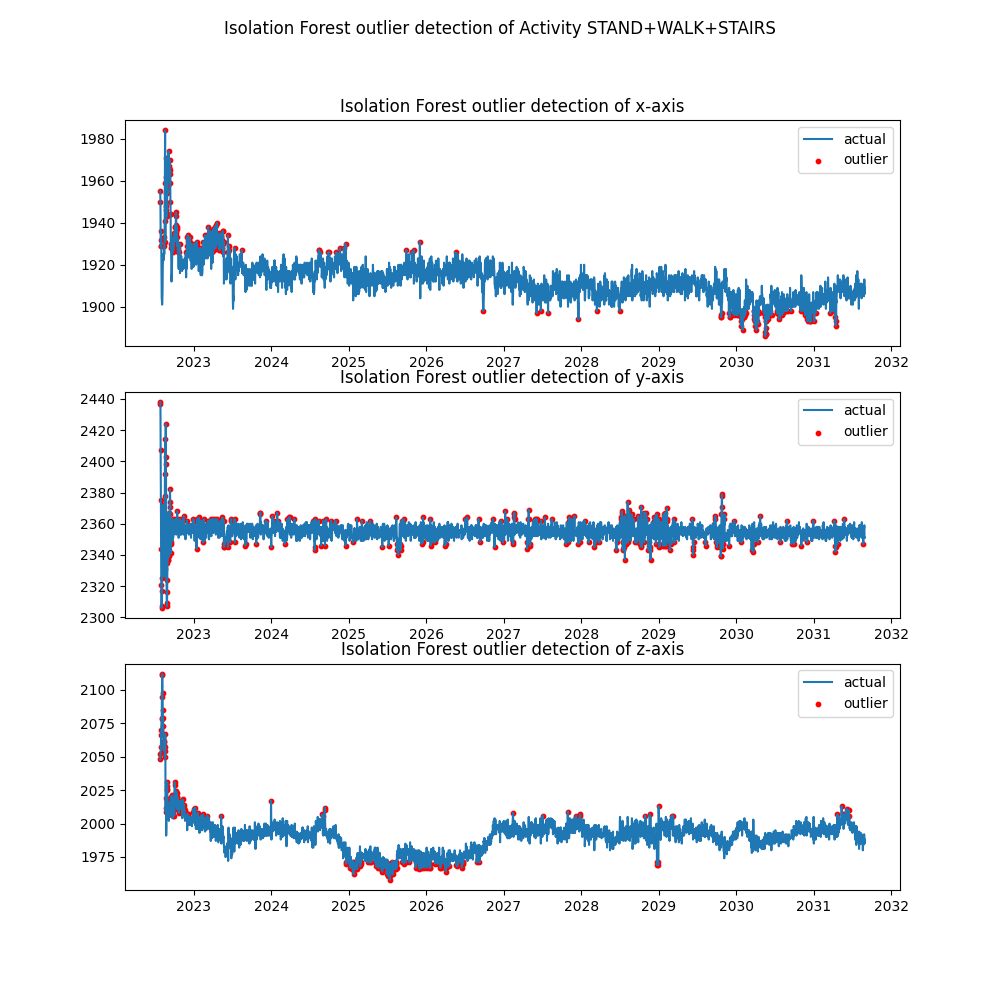 Isolation Forest outlier detection of Activity STAND+WALK+STAIRS
Isolation Forest outlier detection of x-axis
1980
1960
1940
1920
1900
actual
outlier
2023 2024 2025 2026 2027 2028 2029 2030 2031 2032
Isolation Forest outlier detection of y-axis
2440
2420
2400
2380
2360
2340
2320
2300
actual
outlier
2023 2024 2025 2026 2027 2028 2029 2030 2031 2032
Isolation Forest outlier detection of z-axis
2100
2075
2050
2025
2000
1975
actual
outlier
2023 2024 2025 2026 2027 2028 2029 2030 2031 2032